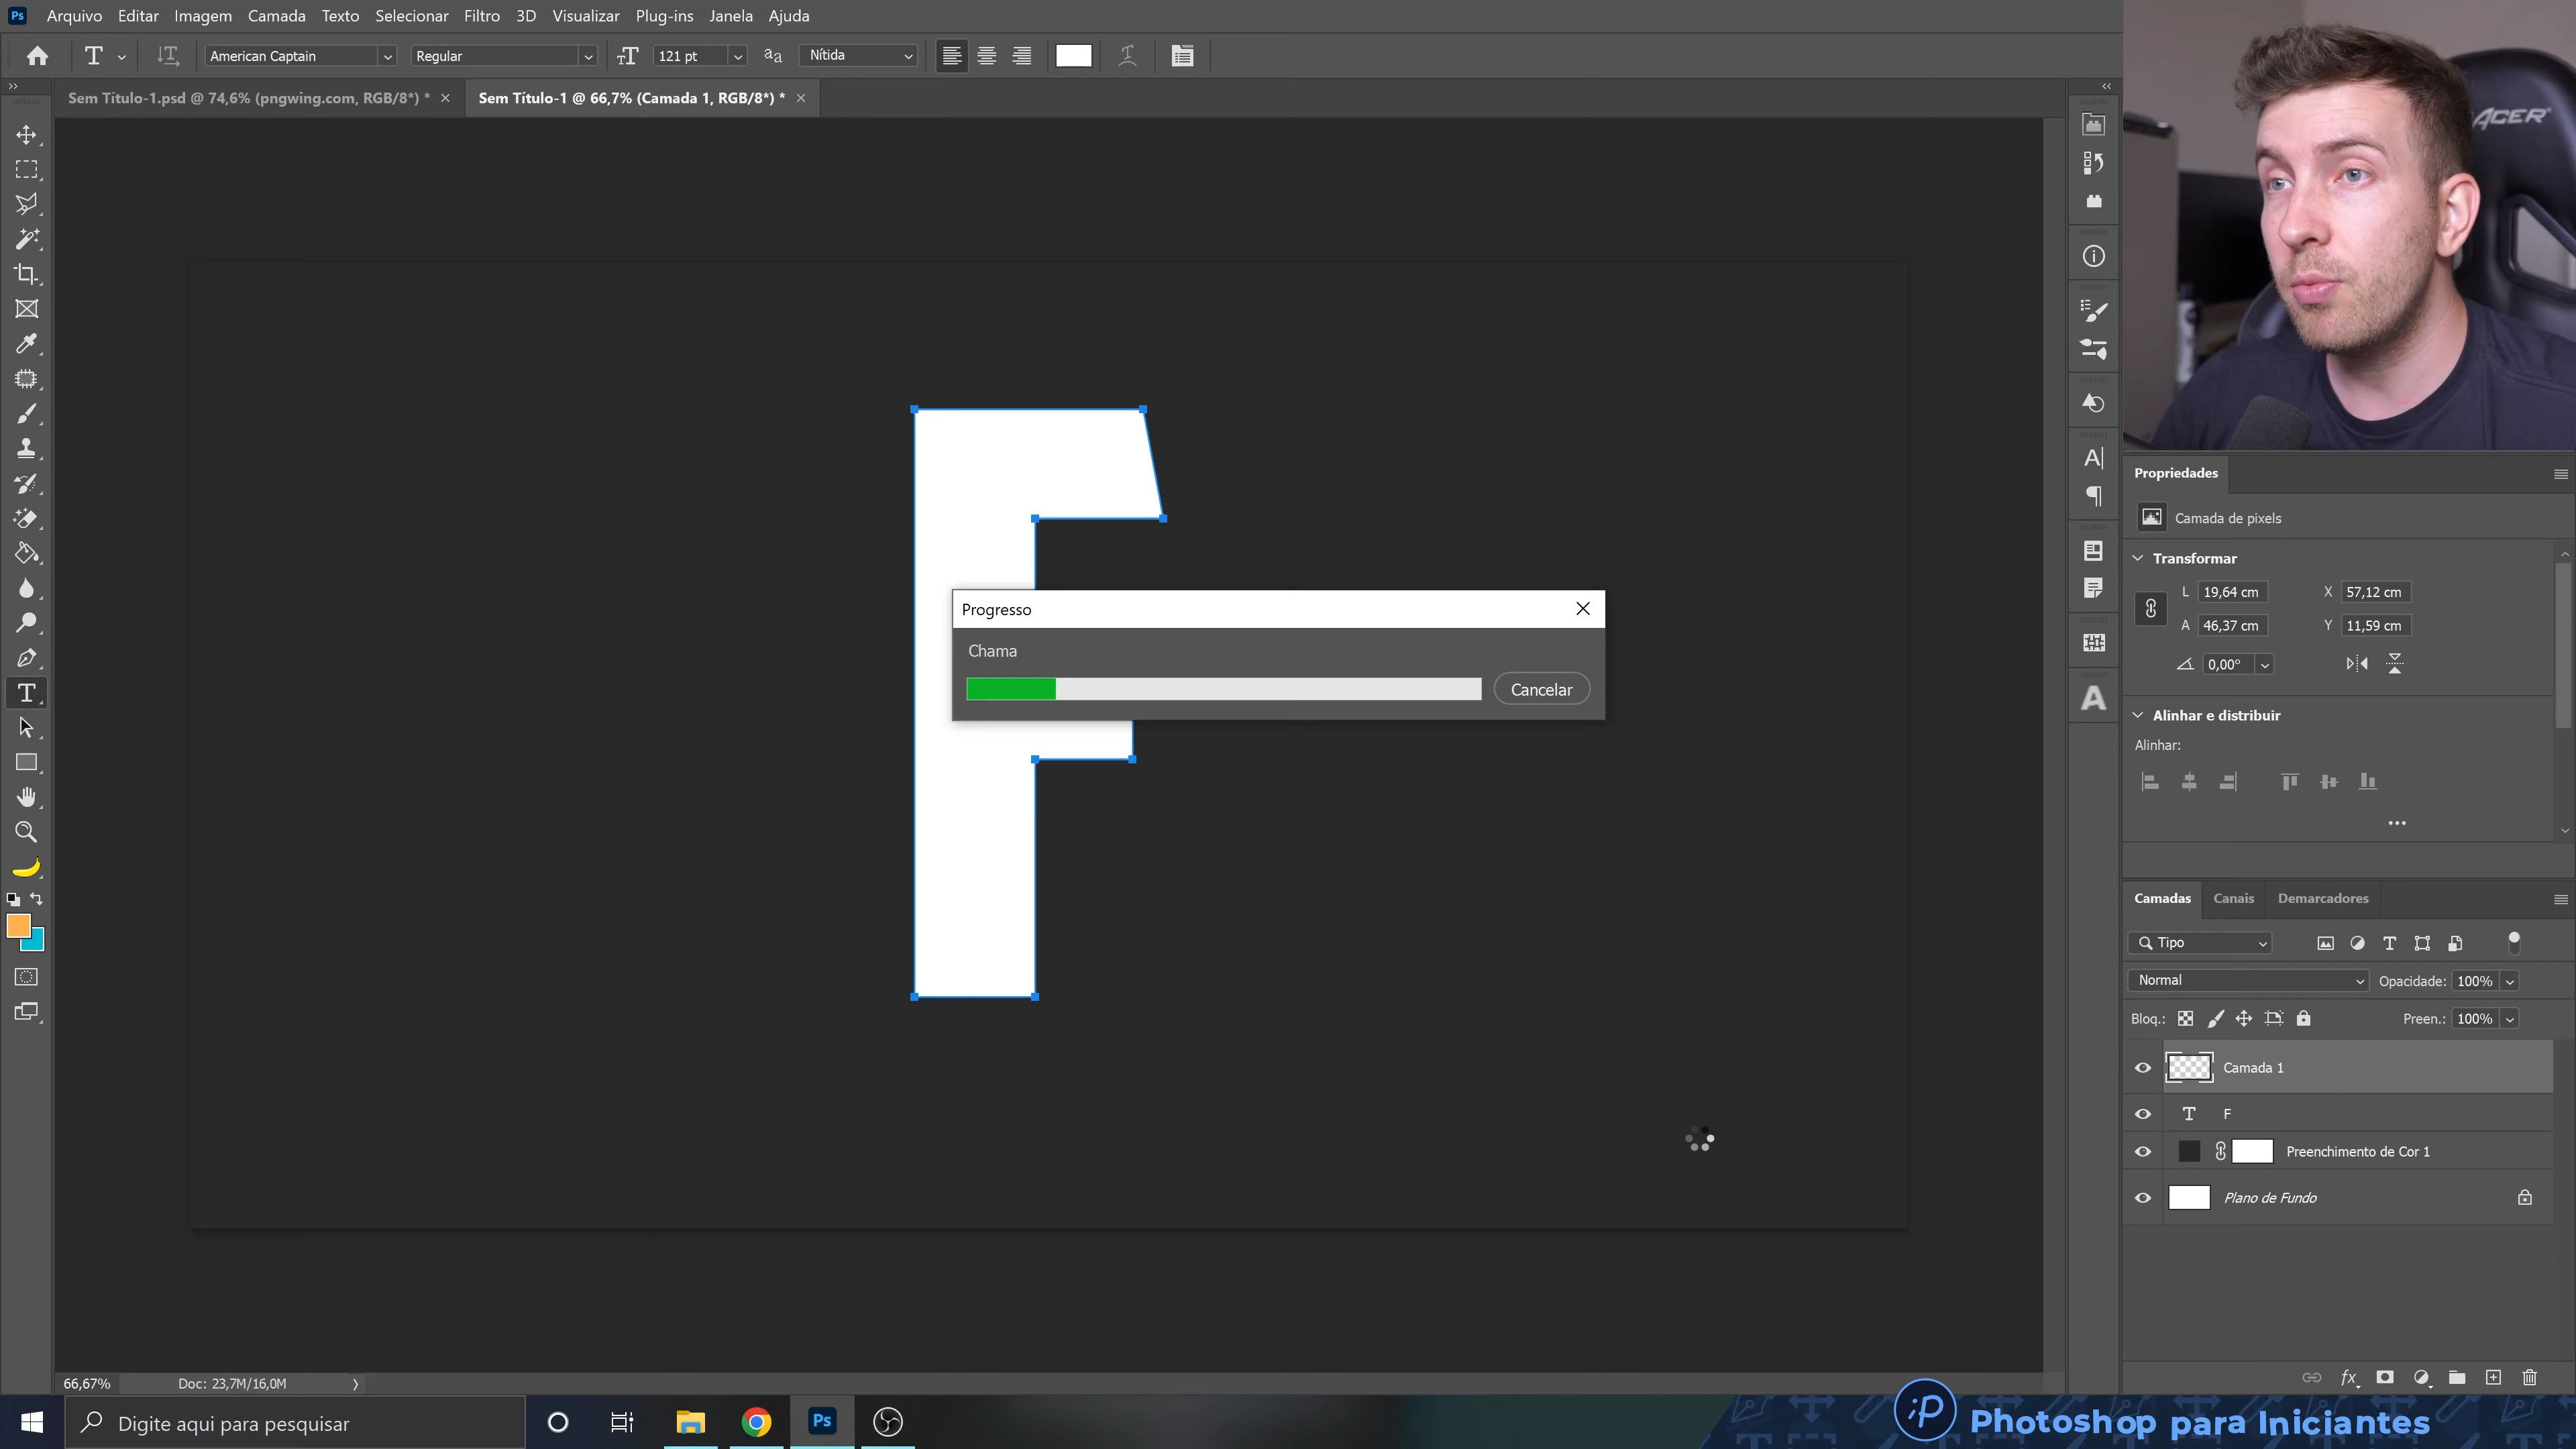 Ps Arquivo Editar Imagem Camada Texto Selecionar Filtro 3D Visualizar Plug-ins Janela Ajuda
American Captain Regular 121 pt Nítida
Sem Título-1.psd @ 74,6% (pngwing.com, RGB/8*) * Sem Título-1 @ 66,7% (Camada 1, RGB/8*) *
ACER
F
Progresso
Chama
Cancelar
Propriedades
Camada de pixels
Transformar
L 19,64 cm X 57,12 cm
A 46,37 cm Y 11,59 cm
0,00°
Alinhar e distribuir
Alinhar:
Camadas Canais Demarcadores
Tipo
Normal Opacidade: 100%
Bloq.: Preen.: 100%
Camada 1
F
Preenchimento de Cor 1
Plano de Fundo
fx
66,67% Doc: 23,7M/16,0M
Digite aqui para pesquisar
Ps
;P Photoshop para Iniciantes